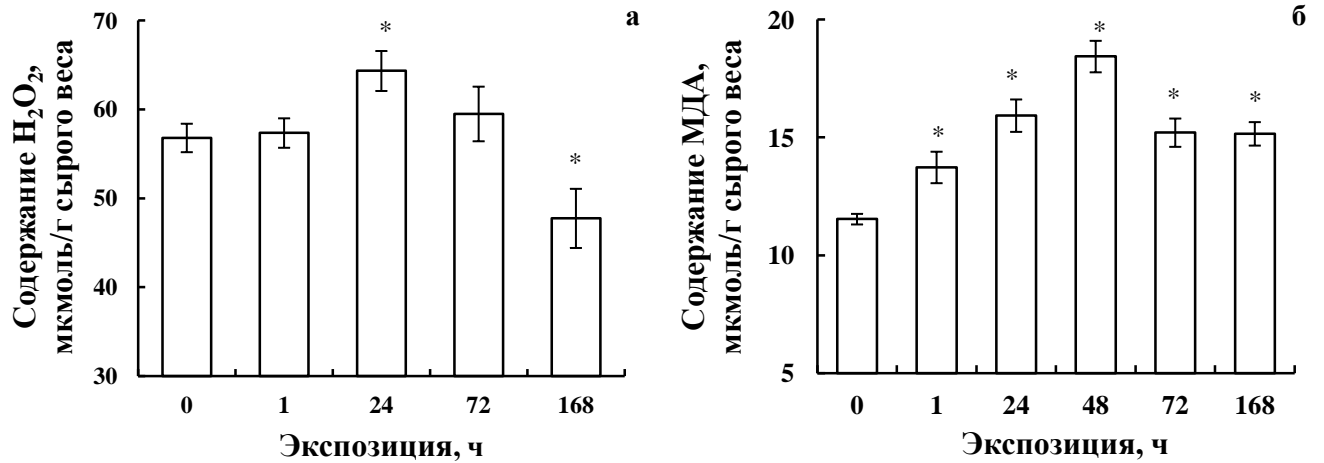 а
Содержание H₂O₂,
мкмоль/г сырого веса
70
60
50
40
30
*
*
0 1 24 72 168
Экспозиция, ч
б
Содержание МДА,
мкмоль/г сырого веса
20
15
10
5
*
*
*
*
*
0 1 24 48 72 168
Экспозиция, ч